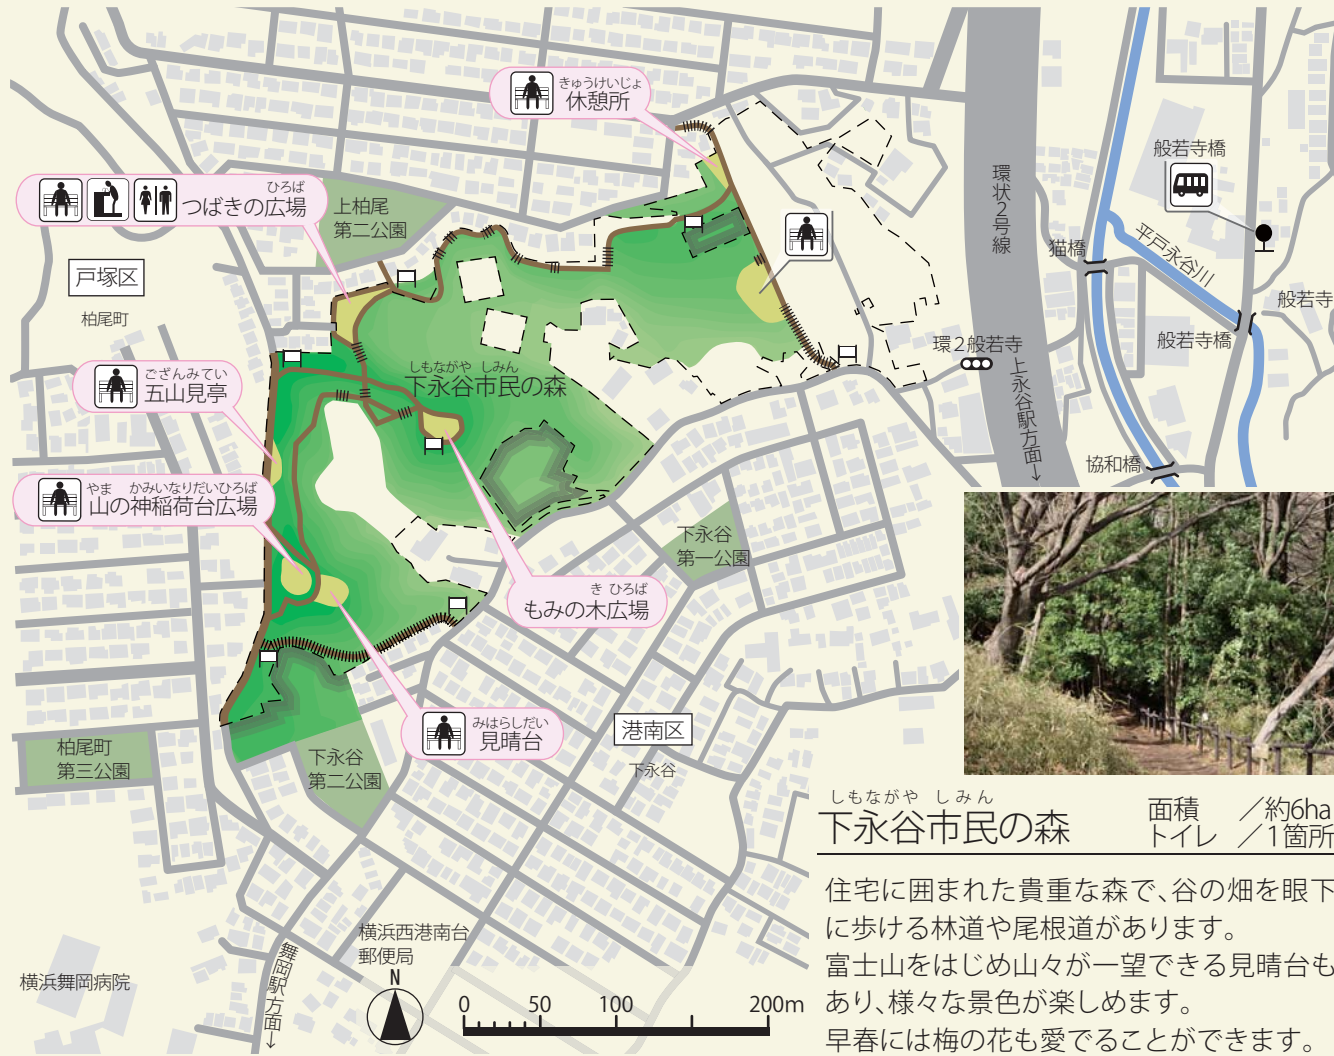 きゅうけいじょ
休憩所
ひろば
つばきの広場
上柏尾
第二公園
戸塚区
柏尾町
ござんみてい
五山見亭
やま かみいなりだいひろば
山の神稲荷台広場
しもながや しみん
下永谷市民の森
き ひろば
もみの木広場
みはらしだい
見晴台
下永谷
第一公園
下永谷
第二公園
柏尾町
第三公園
港南区
下永谷
環状2号線
環2般若寺
上永谷駅方面→
猫橋
平戸永谷川
般若寺橋
般若寺橋
般若寺
協和橋
横浜舞岡病院
舞岡駅方面→
横浜西港南台
郵便局
N
0 50 100 200m
しもながや しみん
下永谷市民の森
面積 /約6ha
トイレ /1箇所
住宅に囲まれた貴重な森で、谷の畑を眼下
に歩ける林道や尾根道があります。
富士山をはじめ山々が一望できる見晴台も
あり、様々な景色が楽しめます。
早春には梅の花も愛でることができます。